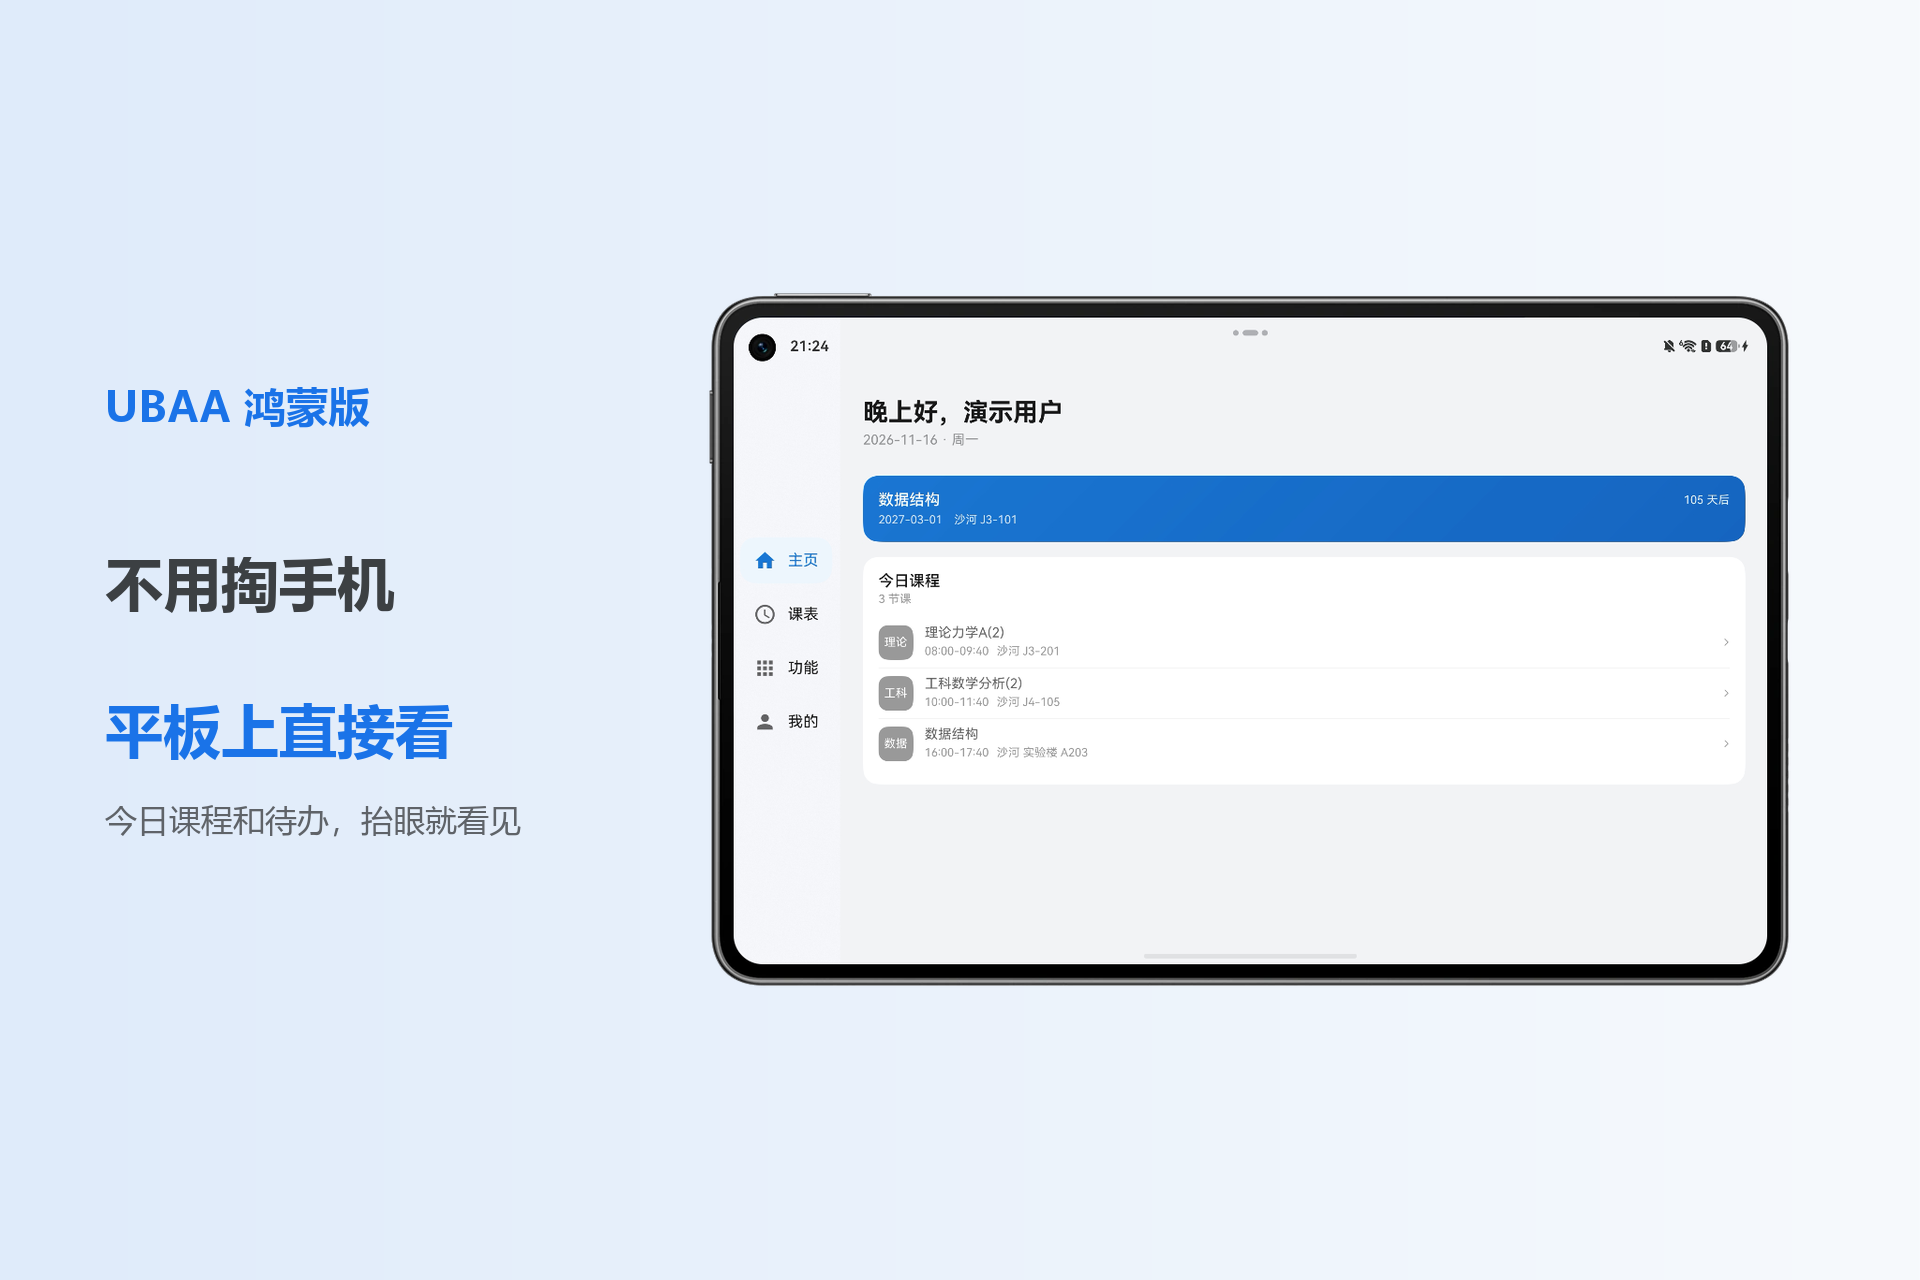 UBAA 鸿蒙版
不用掏手机
平板上直接看
今日课程和待办，抬眼就看见
21:24
64
晚上好，演示用户
2026-11-16 · 周一
数据结构
105 天后
2027-03-01 沙河 J3-101
主页
课表
功能
我的
今日课程
3 节课
理论
理论力学A(2)
08:00-09:40 沙河 J3-201
工科
工科数学分析(2)
10:00-11:40 沙河 J4-105
数据
数据结构
16:00-17:40 沙河 实验楼 A203